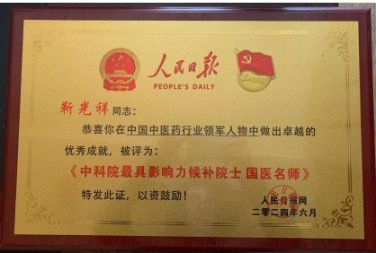 人民日报
PEOPLE'S DAILY
靳光祥同志：
恭喜你在中国中医药行业领军人物中做出卓越的
优秀成就，被评为：
《中科院最具影响力候补院士 国医名师》
特发此证，以资鼓励！
二〇二四年六月